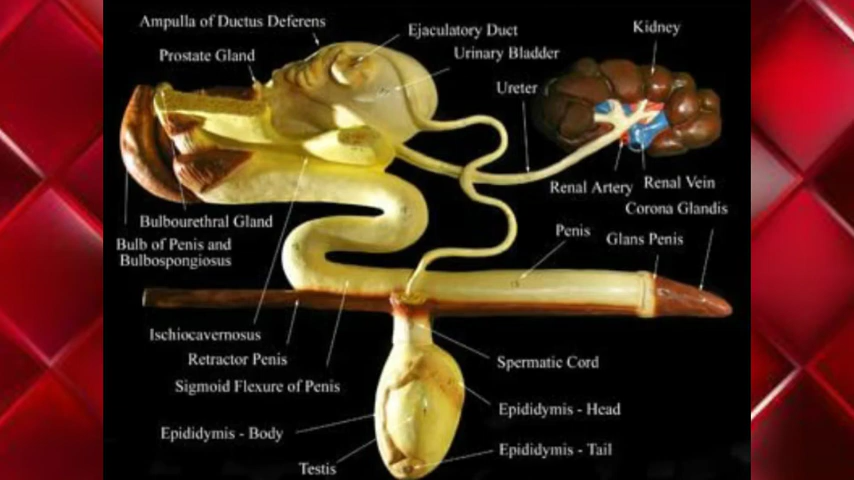 Ampulla of Ductus Deferens
Ejaculatory Duct
Kidney
Prostate Gland
Urinary Bladder
Ureter
Renal Artery
Renal Vein
Corona Glandis
Bulbourethral Gland
Penis
Glans Penis
Bulb of Penis and
Bulbospongiosus
Ischiocavernosus
Retractor Penis
Spermatic Cord
Sigmoid Flexure of Penis
Epididymis - Head
Epididymis - Body
Epididymis - Tail
Testis